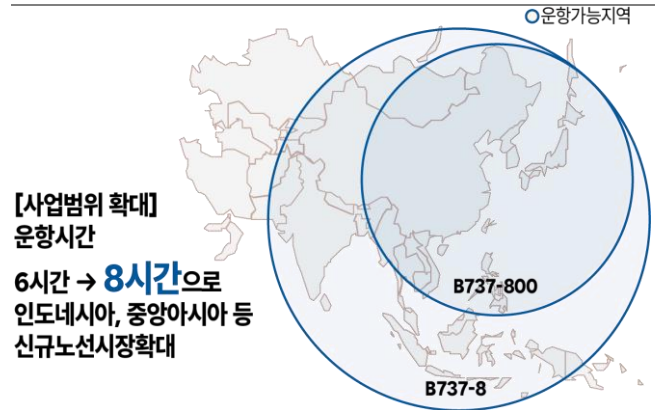 운항가능지역
[사업범위 확대]
운항시간
6시간 → 8시간으로
인도네시아, 중앙아시아 등
신규노선시장확대
B737-800
B737-8